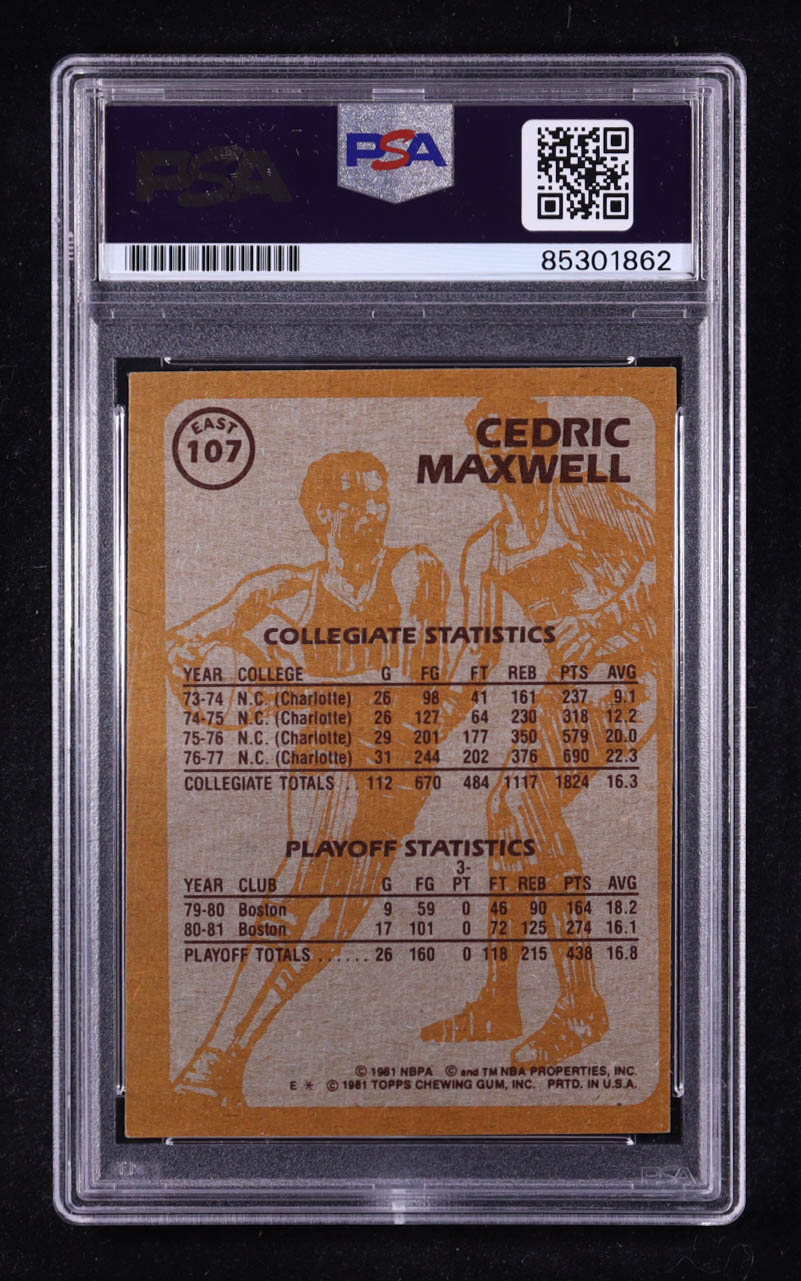 PSA
PSA
85301862
EAST
107
CEDRIC
MAXWELL
COLLEGIATE STATISTICS
YEAR COLLEGE G FG FT REB PTS AVG
73-74 N.C. (Charlotte) 26 98 41 161 237 9.1
74-75 N.C. (Charlotte) 26 127 64 230 318 12.2
75-76 N.C. (Charlotte) 29 201 177 350 579 20.0
76-77 N.C. (Charlotte) 31 244 202 376 690 22.3
COLLEGIATE TOTALS .. 112 670 484 1117 1824 16.3
PLAYOFF STATISTICS
3-
YEAR CLUB G FG PT FT REB PTS AVG
79-80 Boston 9 59 0 46 90 164 18.2
80-81 Boston 17 101 0 72 125 274 16.1
PLAYOFF TOTALS ...... 26 160 0 118 215 438 16.8
© 1981 NBPA © and TM NBA PROPERTIES, INC.
E * © 1981 TOPPS CHEWING GUM, INC. PRTD. IN U.S.A.
PSA